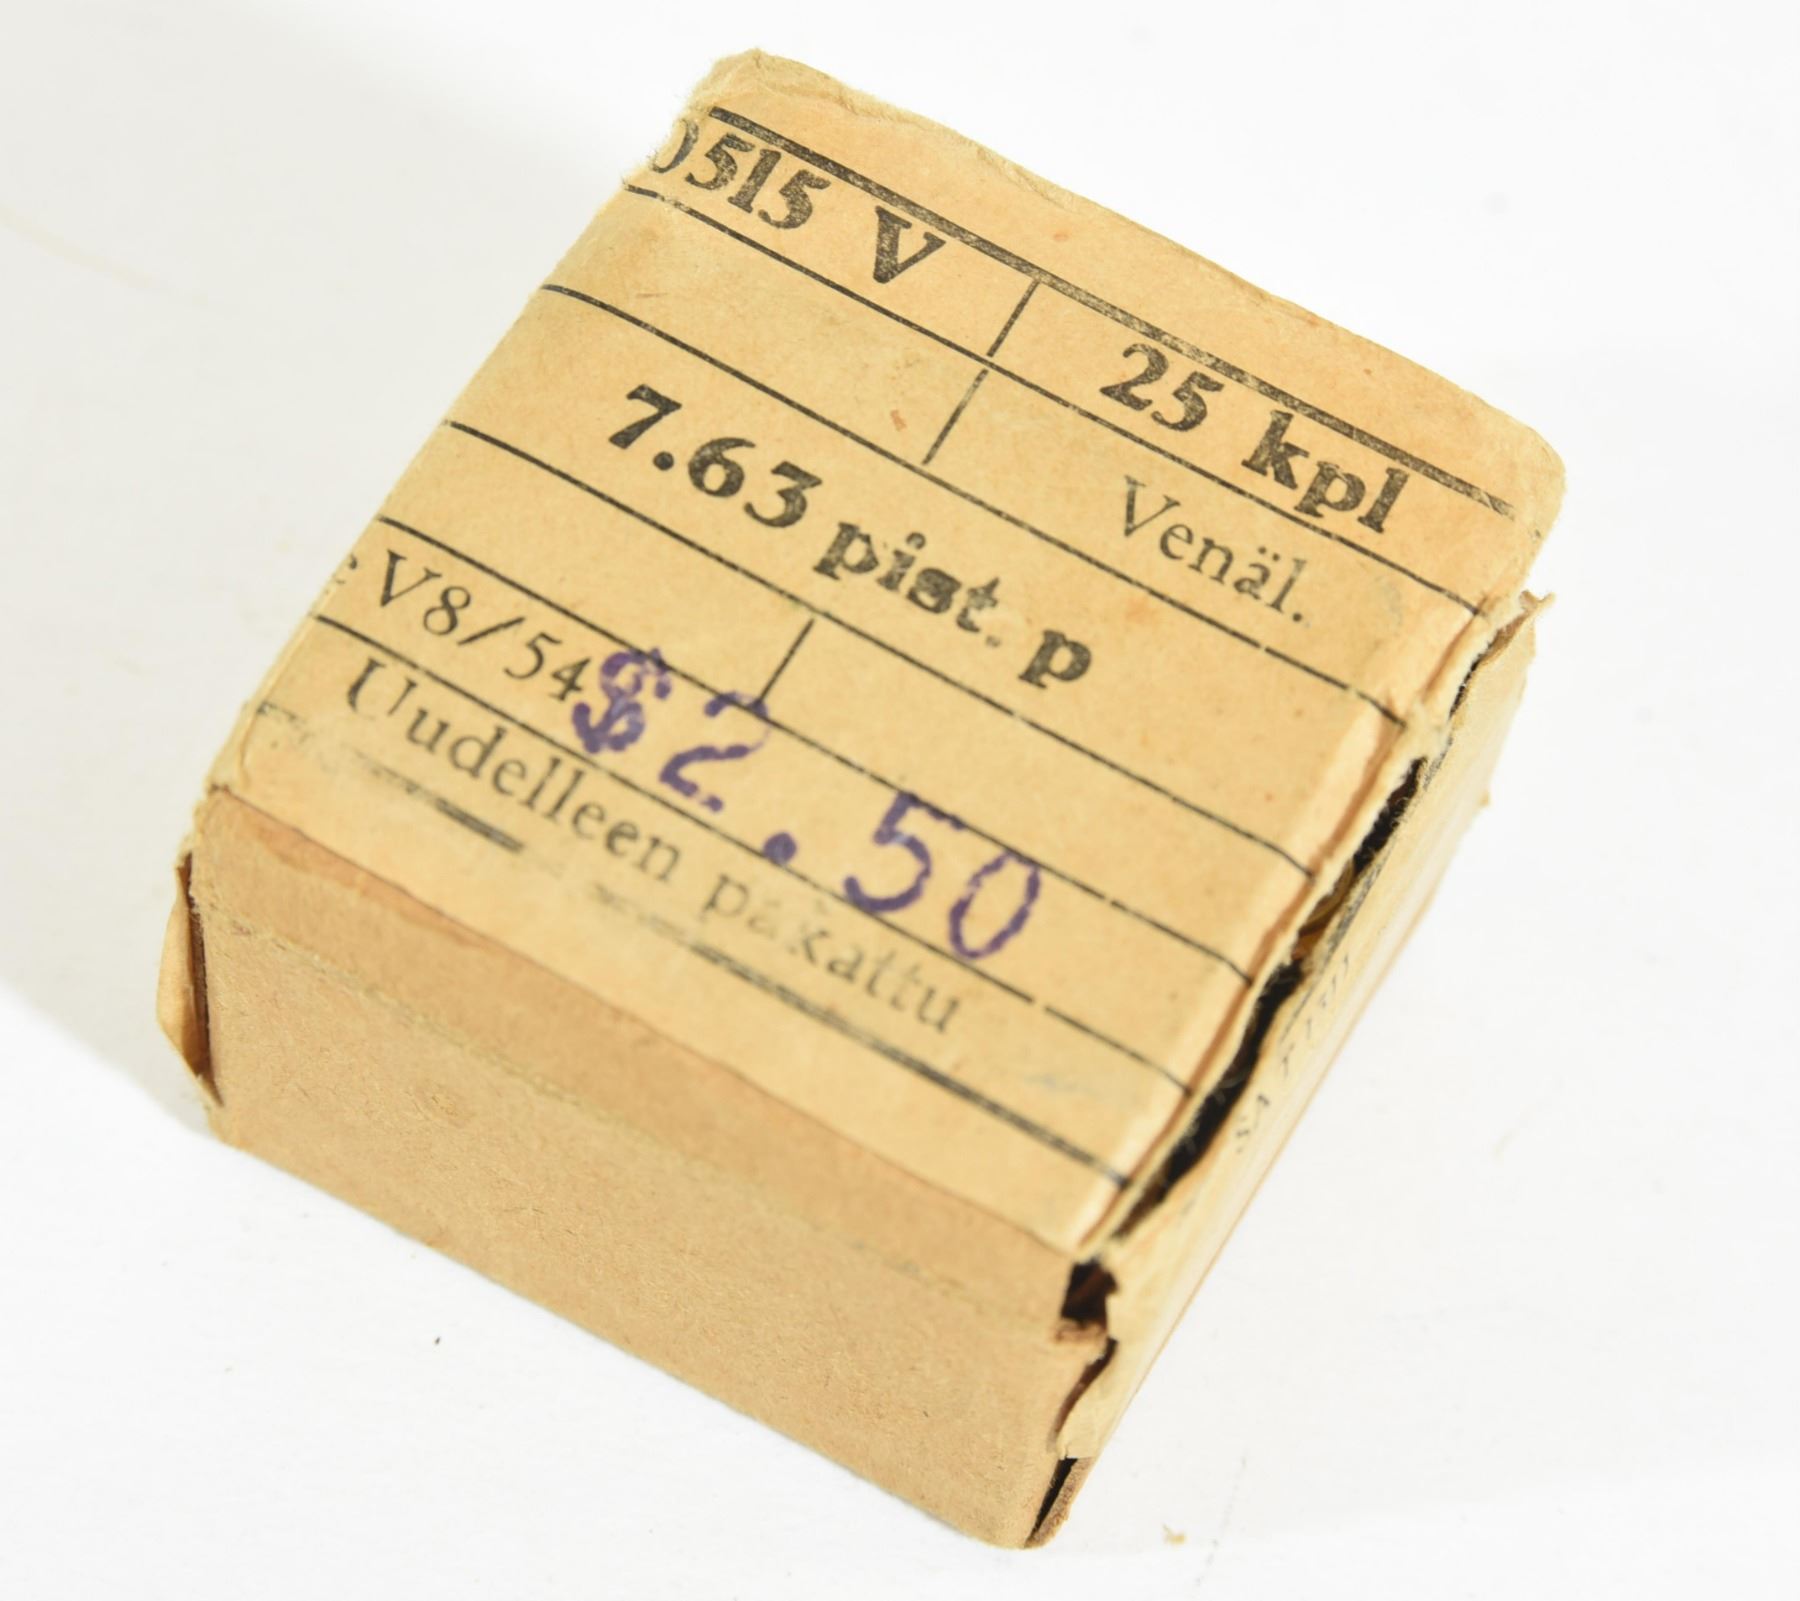 0515 V
25 kpl
Venäl.
7.63 pist. p
V8/54
$2.50
Uudelleen pakattu